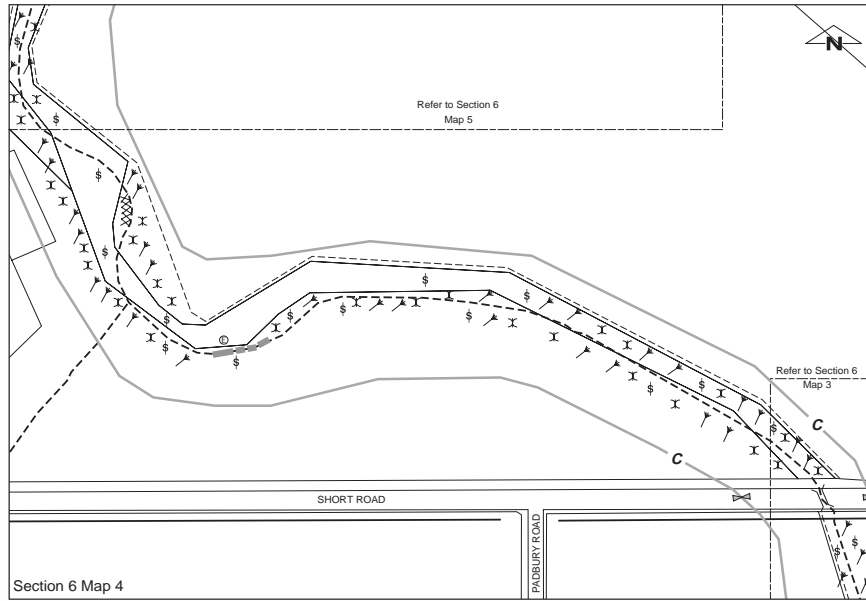 N
Refer to Section 6
Map 5
Refer to Section 6
Map 3
C
C
SHORT ROAD
PADBURY ROAD
Section 6 Map 4